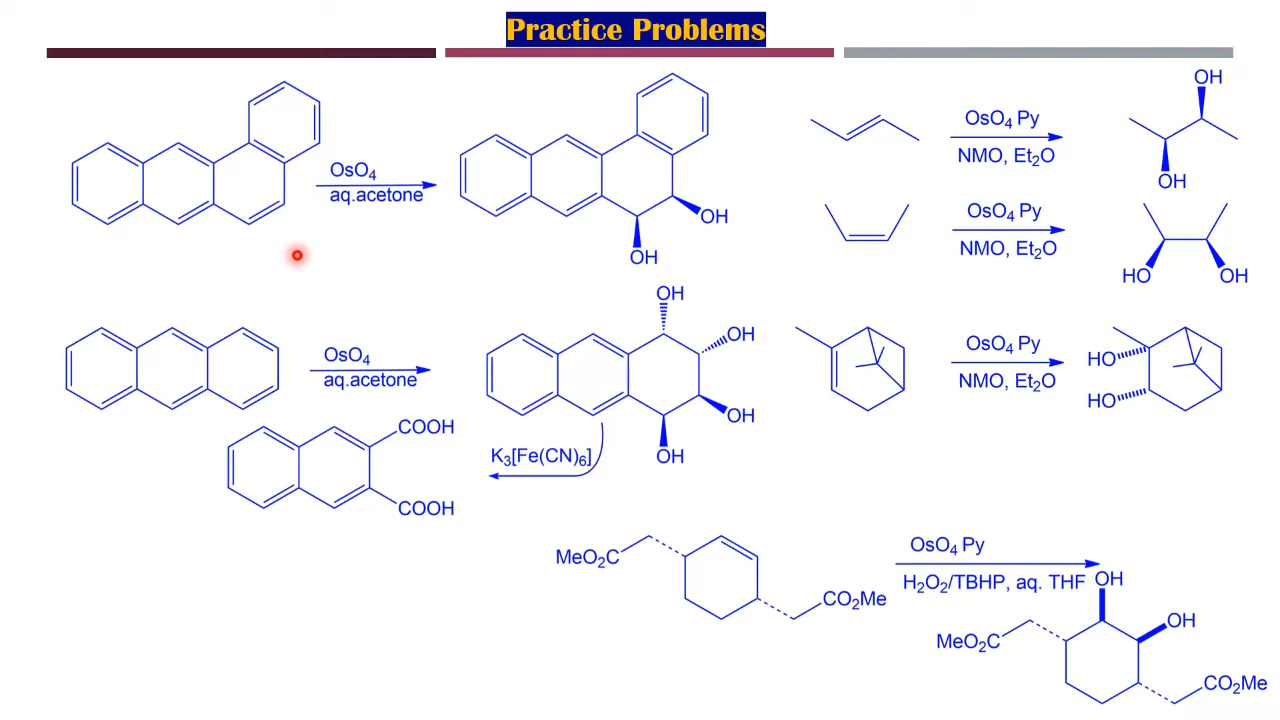 Practice Problems
OsO4
aq.acetone
OH
OH
OsO4 Py
NMO, Et2O
OH
OH
OsO4 Py
NMO, Et2O
HO
OH
OsO4
aq.acetone
OH
OH
OH
OH
K3[Fe(CN)6]
COOH
COOH
OsO4 Py
NMO, Et2O
HO
HO
MeO2C
CO2Me
OsO4 Py
H2O2/TBHP, aq. THF
OH
OH
MeO2C
CO2Me